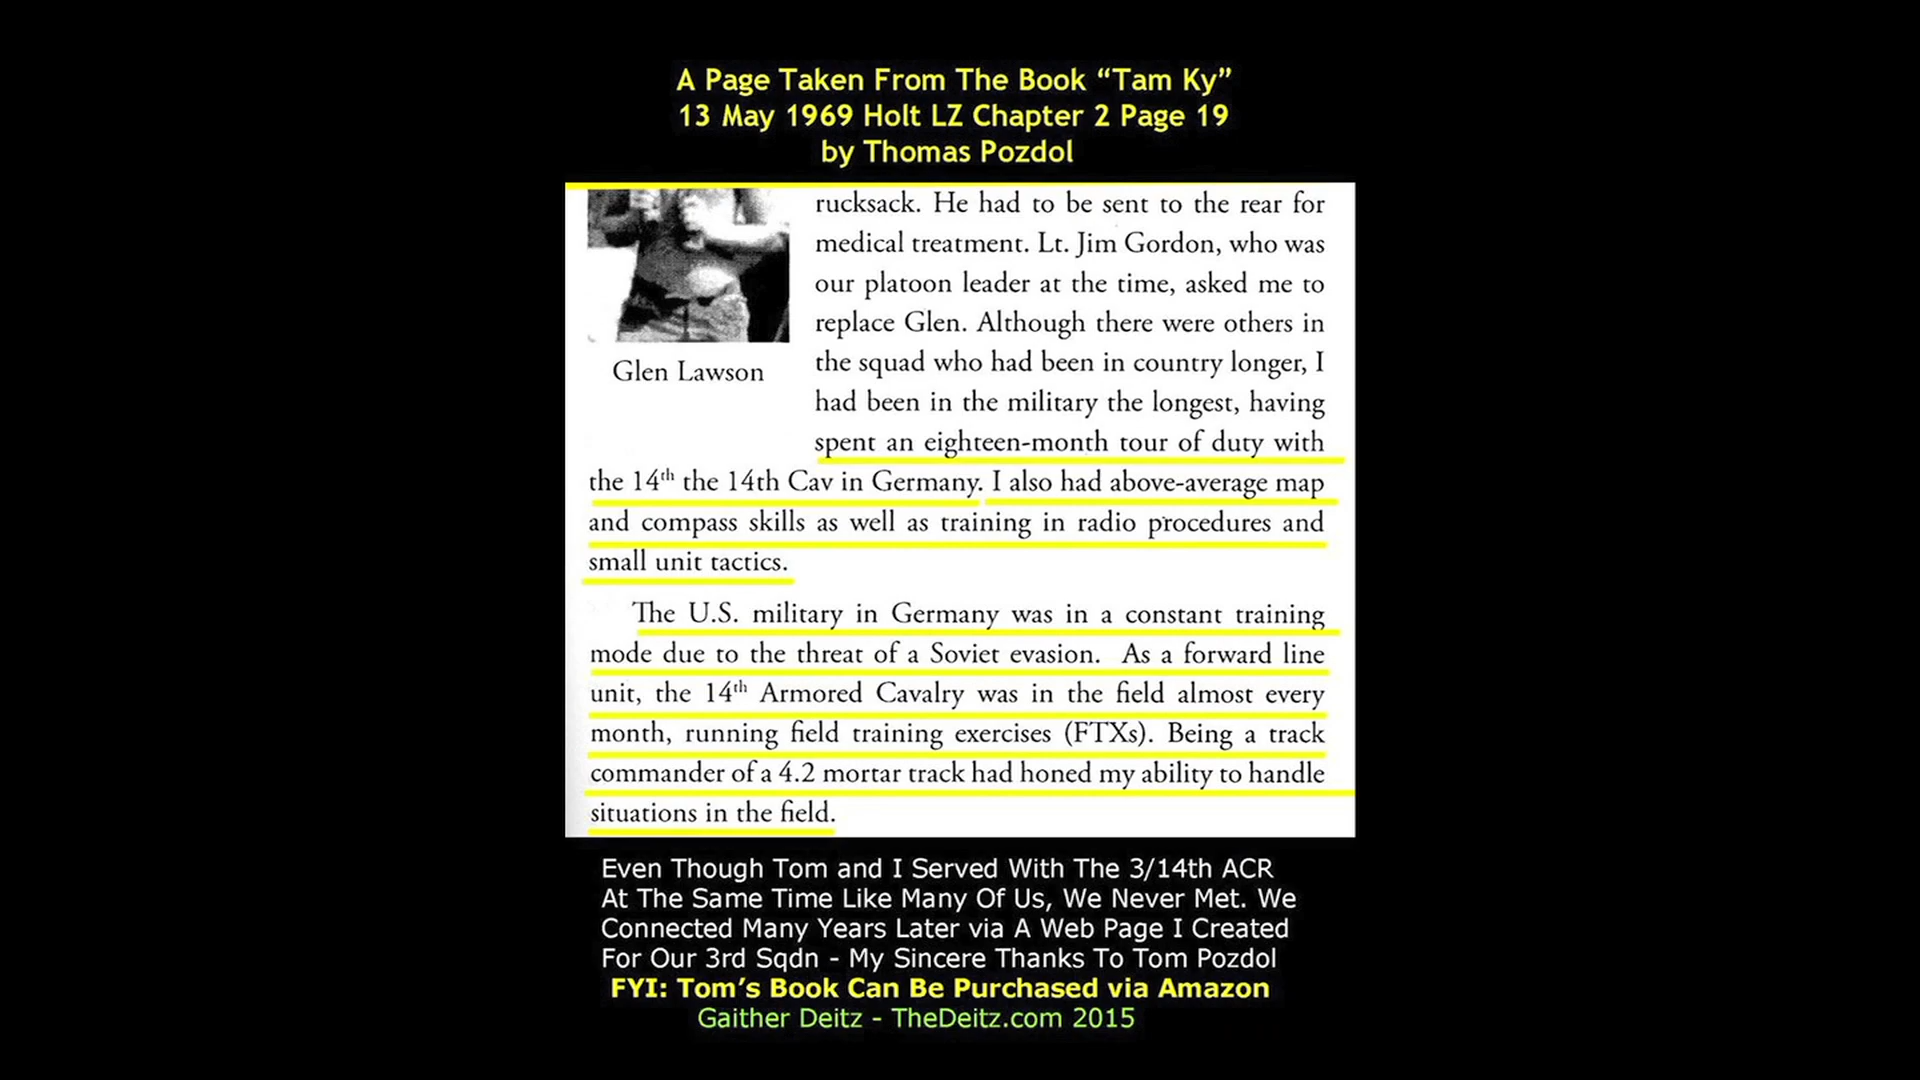 A Page Taken From The Book “Tam Ky”
13 May 1969 Holt LZ Chapter 2 Page 19
by Thomas Pozdol
rucksack. He had to be sent to the rear for
medical treatment. Lt. Jim Gordon, who was
our platoon leader at the time, asked me to
replace Glen. Although there were others in
the squad who had been in country longer, I
had been in the military the longest, having
spent an eighteen-month tour of duty with
Glen Lawson
the 14th the 14th Cav in Germany. I also had above-average map
and compass skills as well as training in radio procedures and
small unit tactics.
The U.S. military in Germany was in a constant training
mode due to the threat of a Soviet evasion. As a forward line
unit, the 14th Armored Cavalry was in the field almost every
month, running field training exercises (FTXs). Being a track
commander of a 4.2 mortar track had honed my ability to handle
situations in the field.
Even Though Tom and I Served With The 3/14th ACR
At The Same Time Like Many Of Us, We Never Met. We
Connected Many Years Later via A Web Page I Created
For Our 3rd Sqdn - My Sincere Thanks To Tom Pozdol
FYI: Tom’s Book Can Be Purchased via Amazon
Gaither Deitz - TheDeitz.com 2015